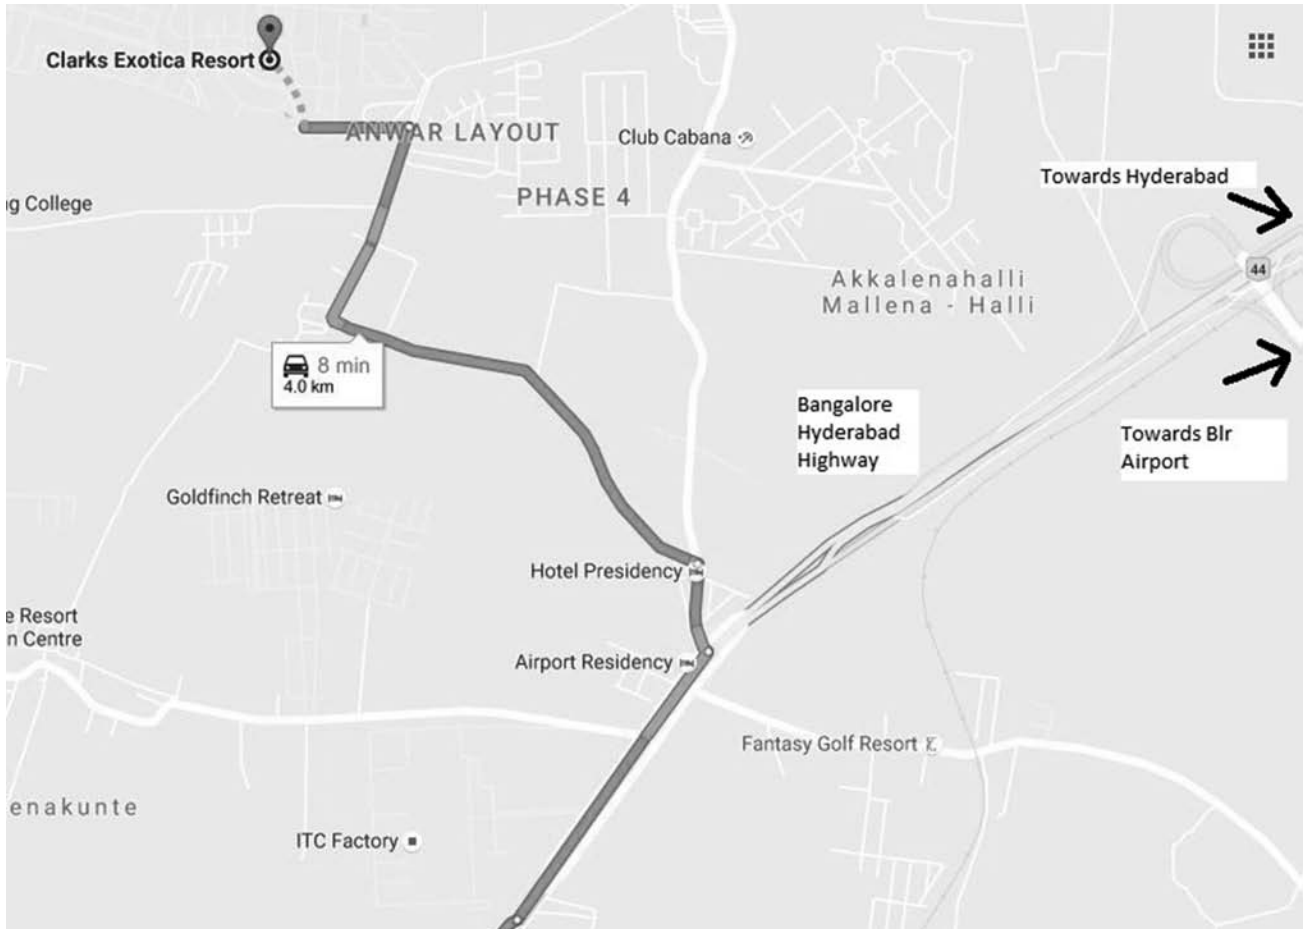 Clarks Exotica Resort
ANWAR LAYOUT
Club Cabana
Towards Hyderabad
PHASE 4
g College
44
Akkalenahalli
Mallena - Halli
8 min
4.0 km
Bangalore
Hyderabad
Highway
Towards Blr
Airport
Goldfinch Retreat
Hotel Presidency
e Resort
n Centre
Airport Residency
Fantasy Golf Resort
enakunte
ITC Factory